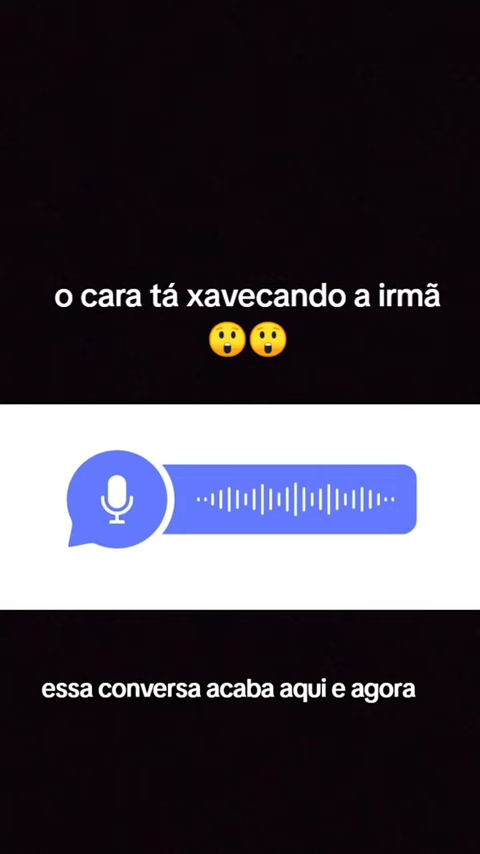 o cara tá xavecando a irmã
😲😲
essa conversa acaba aqui e agora